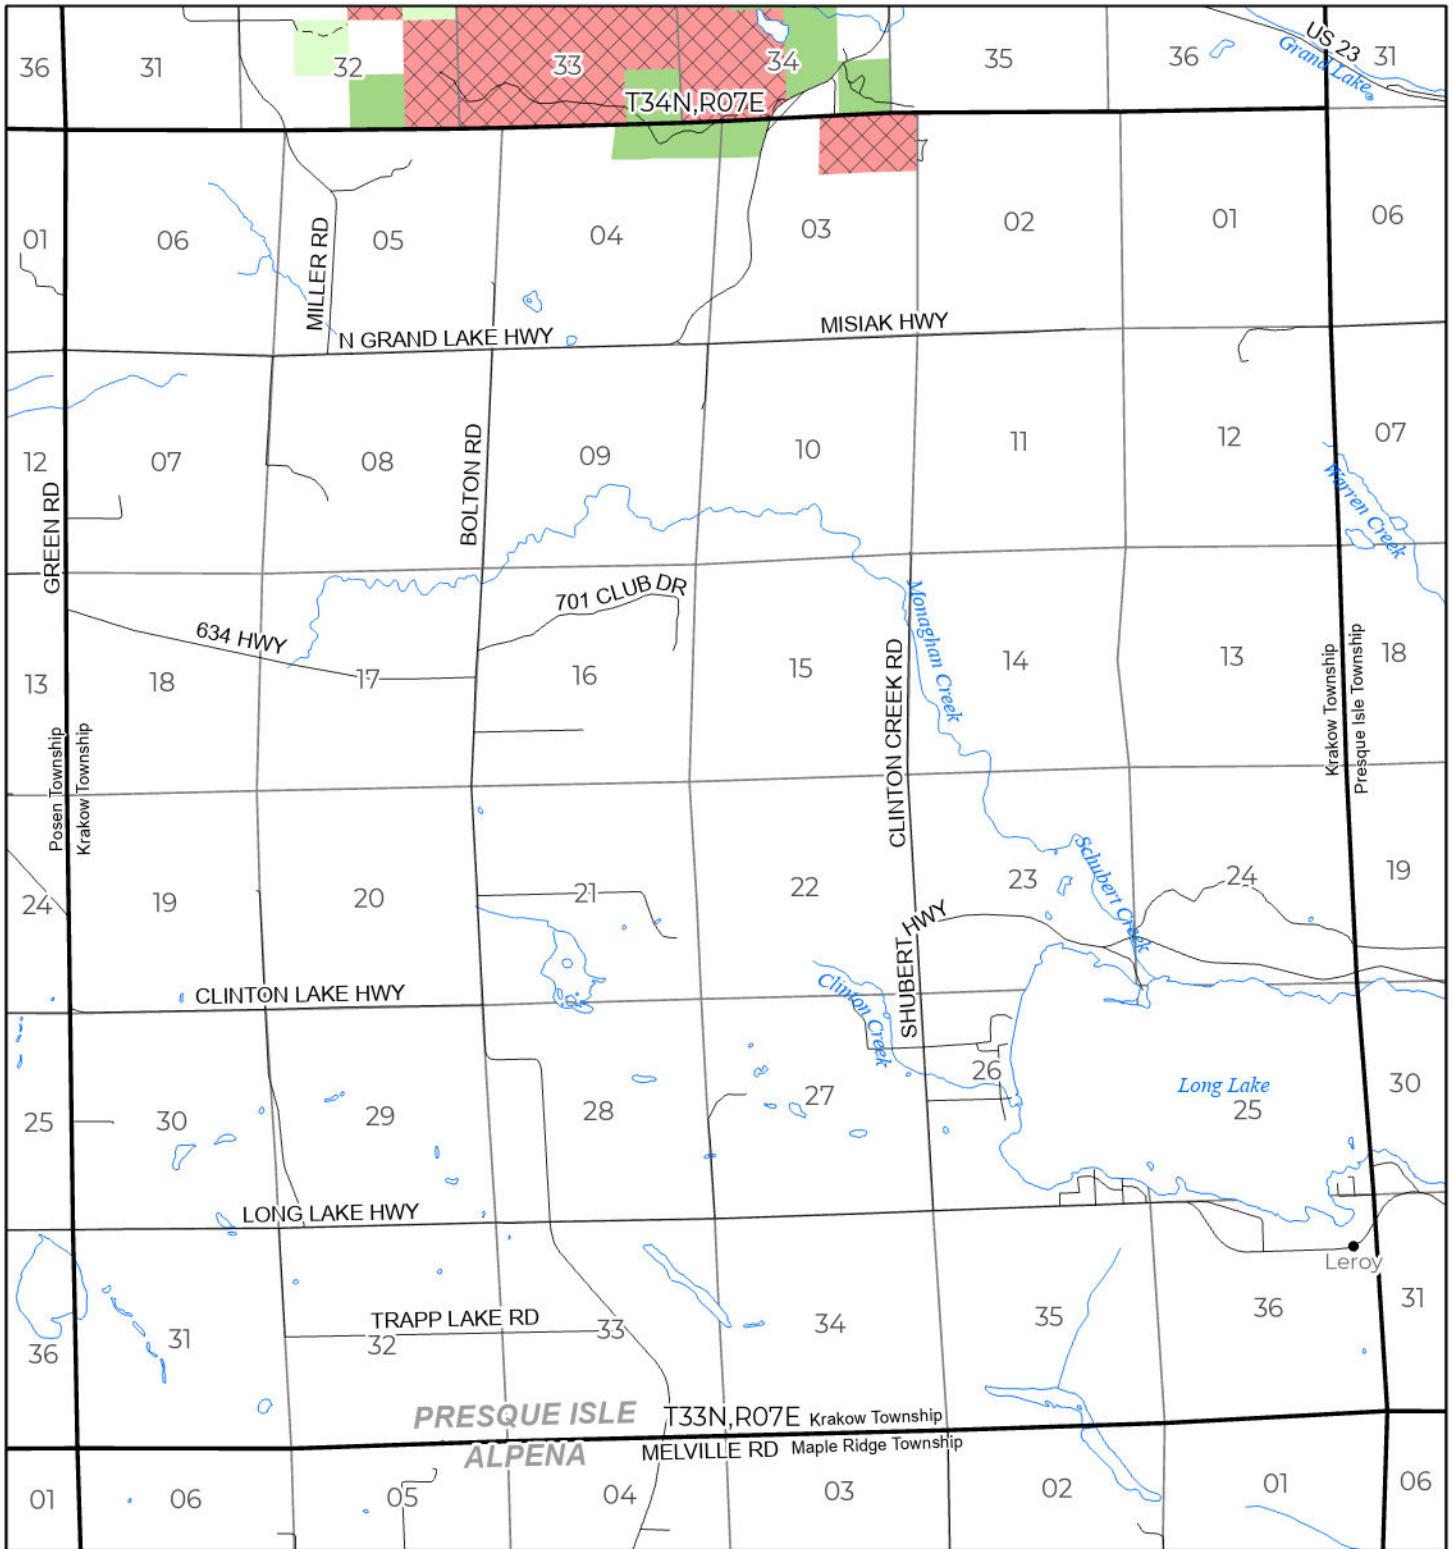 US 23
36 31 32 33 34 35 36 31
Grand Lake
T34N,R07E
01 06 05 04 03 02 01 06
MILLER RD
N GRAND LAKE HWY
MISIAK HWY
12 07 08 09 10 11 12 07
GREEN RD
BOLTON RD
Warren Creek
701 CLUB DR
634 HWY
Monaghan Creek
CLINTON CREEK RD
13 18 17 16 15 14 13 18
Posen Township
Krakow Township
Krakow Township
Presque Isle Township
Schubert Creek
24 19 20 21 22 23 24 19
SHUBERT HWY
CLINTON LAKE HWY
Clinton Creek
Long Lake
25 30 29 28 27 26 25 30
LONG LAKE HWY
Leroy
TRAPP LAKE RD
36 31 32 33 34 35 36 31
PRESQUE ISLE
T33N,R07E
Krakow Township
ALPENA
MELVILLE RD
Maple Ridge Township
01 06 05 04 03 02 01 06